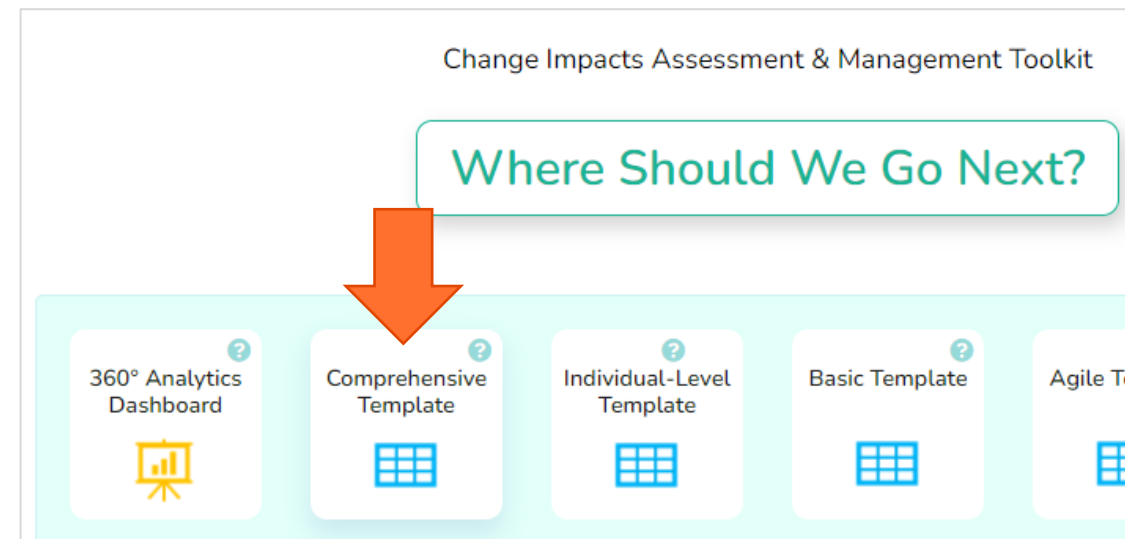 Change Impacts Assessment & Management Toolkit
Where Should We Go Next?
360° Analytics
Dashboard
?
Comprehensive
Template
?
Individual-Level
Template
?
Basic Template
?
Agile